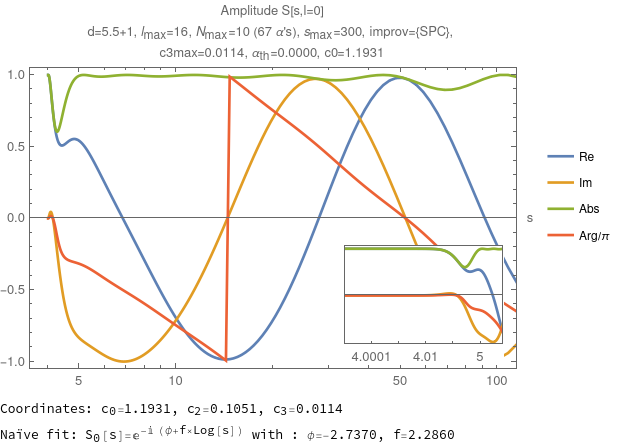 Amplitude S[s,l=0]
d=5.5+1, lmax=16, Nmax=10 (67 α's), smax=300, improv={SPC},
c3max=0.0114, αth=0.0000, c0=1.1931
1.0
0.5
0.0
-0.5
-1.0
5
10
50
100
s
4.0001
4.01
5
Re
Im
Abs
Arg/π
Coordinates: c0=1.1931, c2=0.1051, c3=0.0114
Naïve fit: S0[s]=ⅇ^-ⅈ (ϕ+f×Log[s]) with : ϕ=-2.7370, f=2.2860